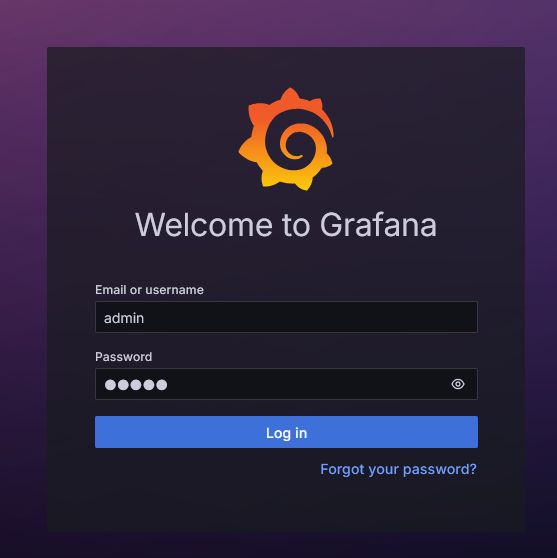 Welcome to Grafana
Email or username
admin
Password
●●●●●
Log in
Forgot your password?